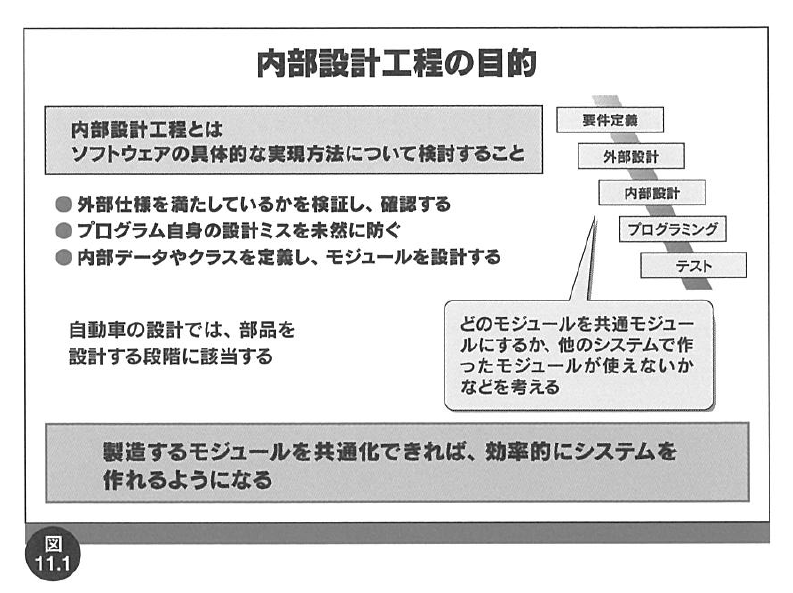 内部設計工程の目的
内部設計工程とは
ソフトウェアの具体的な実現方法について検討すること
● 外部仕様を満たしているかを検証し、確認する
● プログラム自身の設計ミスを未然に防ぐ
● 内部データやクラスを定義し、モジュールを設計する
自動車の設計では、部品を
設計する段階に該当する
要件定義
外部設計
内部設計
プログラミング
テスト
どのモジュールを共通モジュー
ルにするか、他のシステムで作
ったモジュールが使えないか
などを考える
製造するモジュールを共通化できれば、効率的にシステムを
作れるようになる
図
11.1